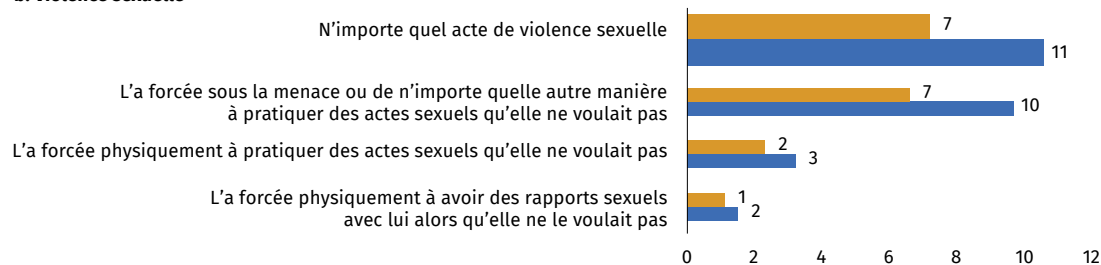 b. Violence sexuelle
N'importe quel acte de violence sexuelle
7
11
L'a forcée sous la menace ou de n'importe quelle autre manière
à pratiquer des actes sexuels qu'elle ne voulait pas
7
10
L'a forcée physiquement à pratiquer des actes sexuels qu'elle ne voulait pas
2
3
L'a forcée physiquement à avoir des rapports sexuels
avec lui alors qu'elle ne le voulait pas
1
2
0 2 4 6 8 10 12